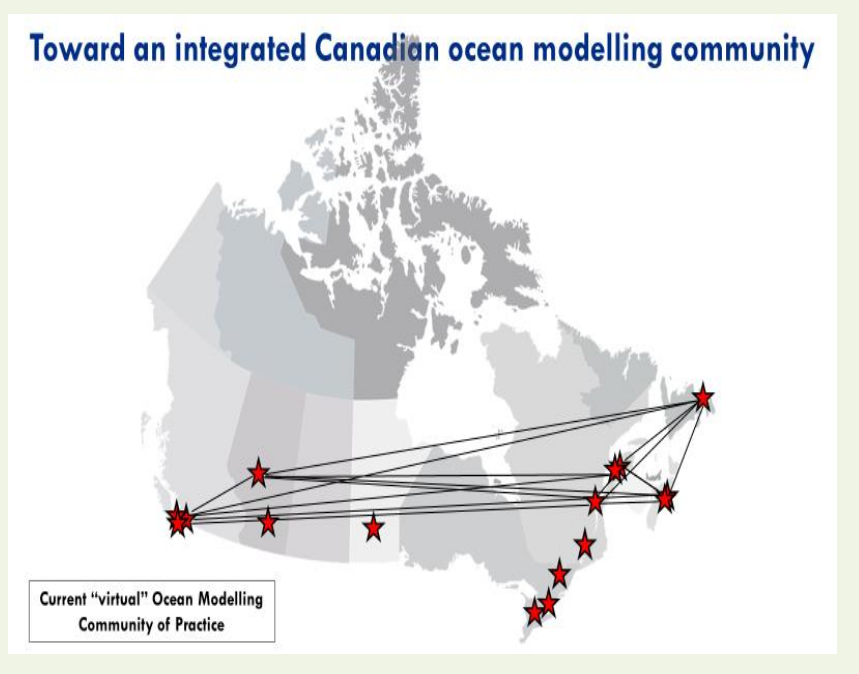 Toward an integrated Canadian ocean modelling community
Current “virtual” Ocean Modelling
Community of Practice